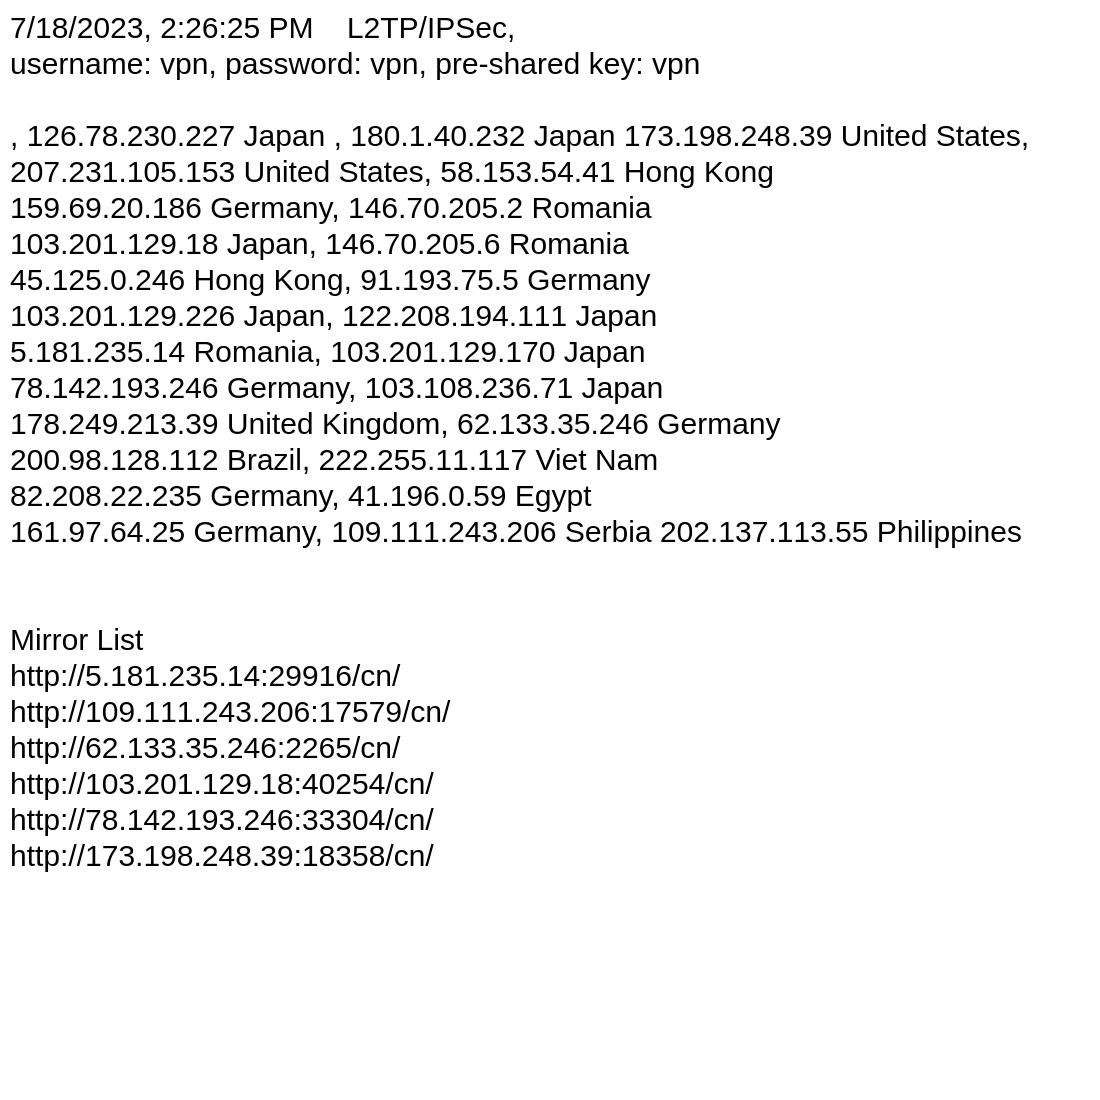 7/18/2023, 2:26:25 PM    L2TP/IPSec,
username: vpn, password: vpn, pre-shared key: vpn
, 126.78.230.227 Japan , 180.1.40.232 Japan 173.198.248.39 United States,
207.231.105.153 United States, 58.153.54.41 Hong Kong
159.69.20.186 Germany, 146.70.205.2 Romania
103.201.129.18 Japan, 146.70.205.6 Romania
45.125.0.246 Hong Kong, 91.193.75.5 Germany
103.201.129.226 Japan, 122.208.194.111 Japan
5.181.235.14 Romania, 103.201.129.170 Japan
78.142.193.246 Germany, 103.108.236.71 Japan
178.249.213.39 United Kingdom, 62.133.35.246 Germany
200.98.128.112 Brazil, 222.255.11.117 Viet Nam
82.208.22.235 Germany, 41.196.0.59 Egypt
161.97.64.25 Germany, 109.111.243.206 Serbia 202.137.113.55 Philippines
Mirror List
http://5.181.235.14:29916/cn/
http://109.111.243.206:17579/cn/
http://62.133.35.246:2265/cn/
http://103.201.129.18:40254/cn/
http://78.142.193.246:33304/cn/
http://173.198.248.39:18358/cn/